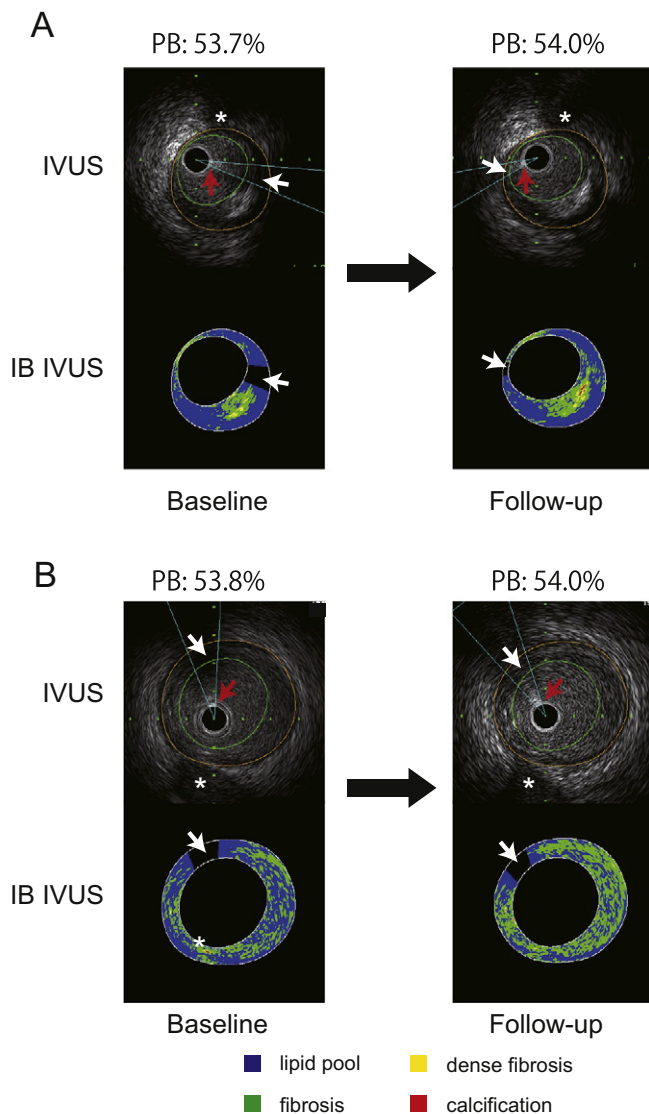 A
PB: 53.7% PB: 54.0%
IVUS
*
*
IB IVUS
Baseline Follow-up
B
PB: 53.8% PB: 54.0%
IVUS
*
*
IB IVUS
*
Baseline Follow-up
lipid pool dense fibrosis
fibrosis calcification